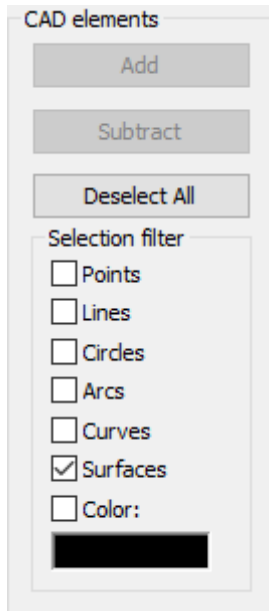 CAD elements
Add
Subtract
Deselect All
Selection filter
Points
Lines
Circles
Arcs
Curves
Surfaces
Color: